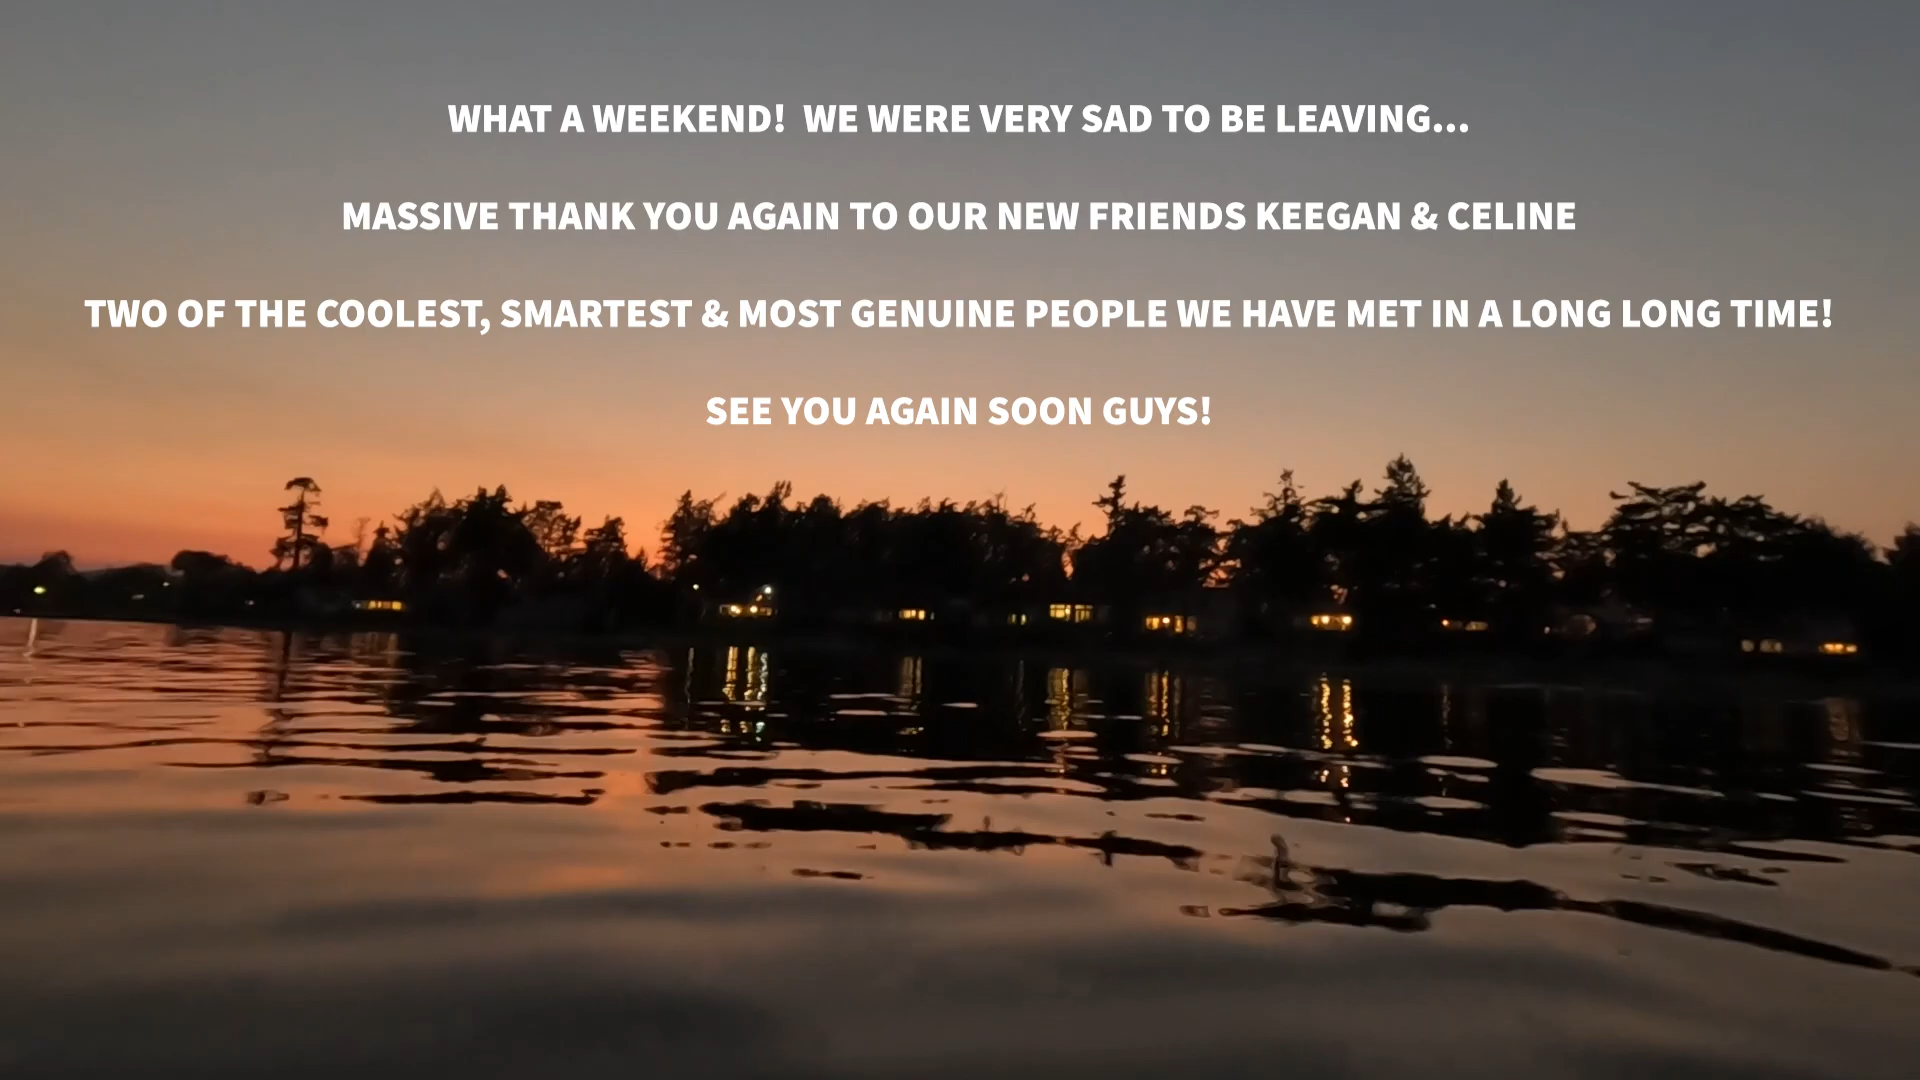 WHAT A WEEKEND!  WE WERE VERY SAD TO BE LEAVING...
MASSIVE THANK YOU AGAIN TO OUR NEW FRIENDS KEEGAN & CELINE
TWO OF THE COOLEST, SMARTEST & MOST GENUINE PEOPLE WE HAVE MET IN A LONG LONG TIME!
SEE YOU AGAIN SOON GUYS!